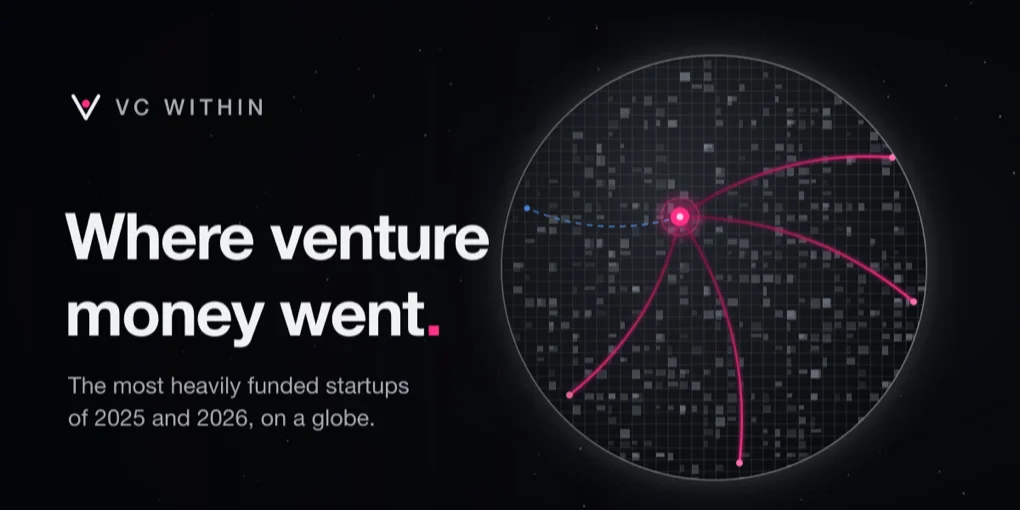 VC WITHIN
Where venture
money went.
The most heavily funded startups
of 2025 and 2026, on a globe.